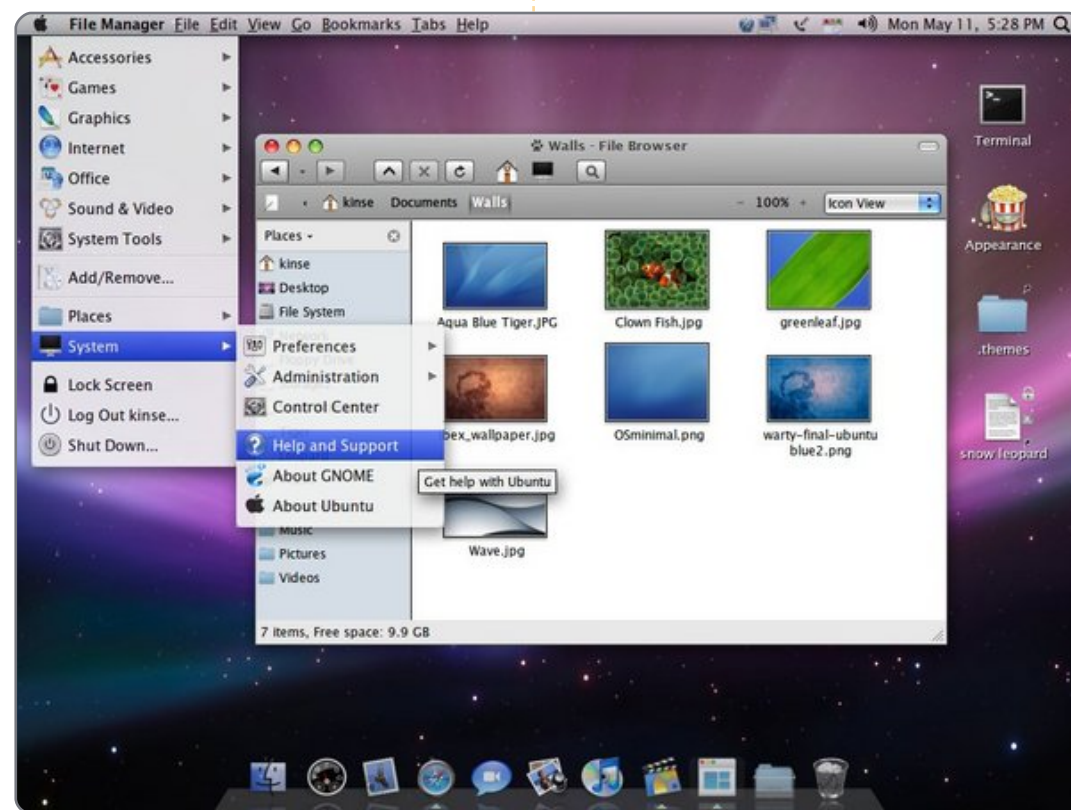 File Manager File Edit View Go Bookmarks Tabs Help
Mon May 11, 5:28 PM
Accessories
Games
Graphics
Internet
Office
Sound & Video
System Tools
Add/Remove...
Places
System
Lock Screen
Log Out kinse...
Shut Down...
Preferences
Administration
Control Center
Help and Support
About GNOME
About Ubuntu
Get help with Ubuntu
Walls - File Browser
kinse Documents Walls
- 100% + Icon View
Places
kinse
Desktop
File System
Music
Pictures
Videos
Aqua Blue Tiger.JPG
Clown Fish.jpg
greenleaf.jpg
bex_wallpaper.jpg
OSminimal.png
warty-final-ubuntu
blue2.png
Wave.jpg
7 items, Free space: 9.9 GB
Terminal
Appearance
.themes
snow leopard